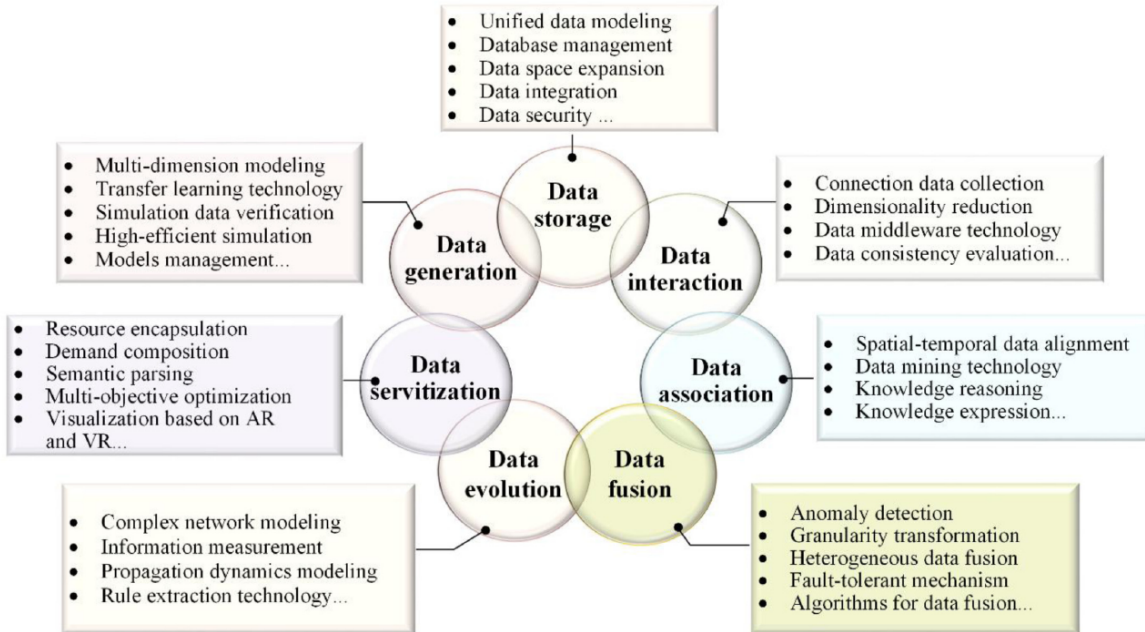 • Unified data modeling
• Database management
• Data space expansion
• Data integration
• Data security ...
Data
storage
• Multi-dimension modeling
• Transfer learning technology
• Simulation data verification
• High-efficient simulation
• Models management...
Data
generation
• Connection data collection
• Dimensionality reduction
• Data middleware technology
• Data consistency evaluation...
Data
interaction
• Resource encapsulation
• Demand composition
• Semantic parsing
• Multi-objective optimization
• Visualization based on AR
and VR...
Data
servitization
• Spatial-temporal data alignment
• Data mining technology
• Knowledge reasoning
• Knowledge expression...
Data
association
• Complex network modeling
• Information measurement
• Propagation dynamics modeling
• Rule extraction technology...
Data
evolution
• Anomaly detection
• Granularity transformation
• Heterogeneous data fusion
• Fault-tolerant mechanism
• Algorithms for data fusion...
Data
fusion